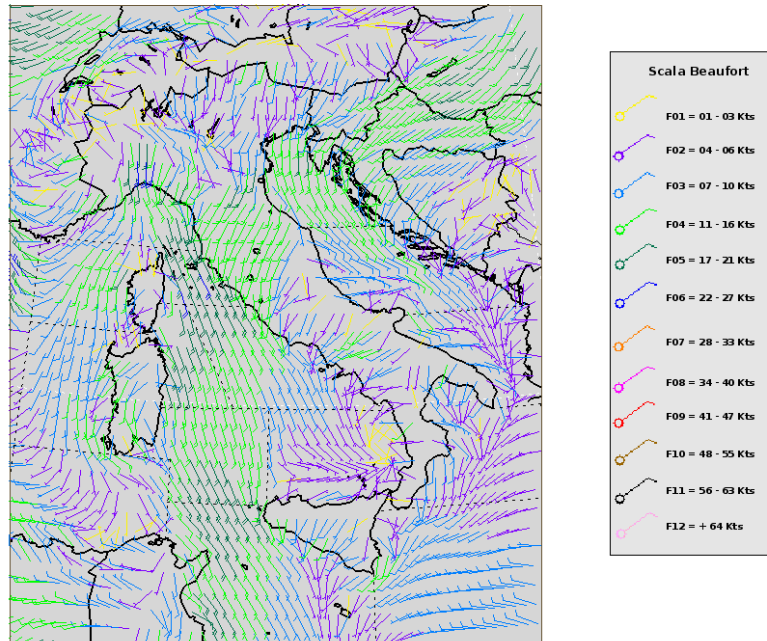 Scala Beaufort
F01 = 01 - 03 Kts
F02 = 04 - 06 Kts
F03 = 07 - 10 Kts
F04 = 11 - 16 Kts
F05 = 17 - 21 Kts
F06 = 22 - 27 Kts
F07 = 28 - 33 Kts
F08 = 34 - 40 Kts
F09 = 41 - 47 Kts
F10 = 48 - 55 Kts
F11 = 56 - 63 Kts
F12 = + 64 Kts